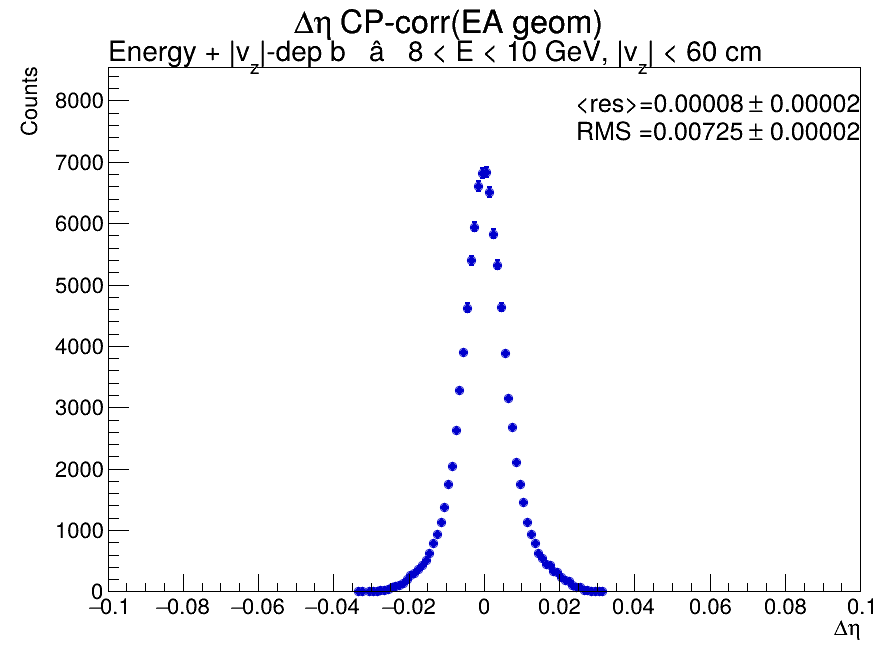 Δη CP-corr(EA geom)
Energy + |v_z|-dep b â 8 < E < 10 GeV, |v_z| < 60 cm
Counts
<res>=0.00008 ± 0.00002
RMS =0.00725 ± 0.00002
8000
7000
6000
5000
4000
3000
2000
1000
0
−0.1 −0.08 −0.06 −0.04 −0.02 0 0.02 0.04 0.06 0.08 0.1
Δη